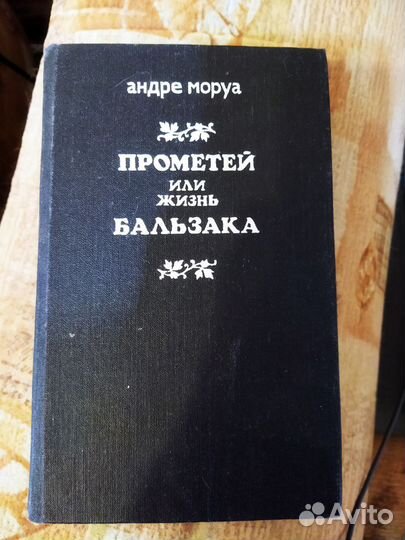 андре моруа
ПРОМЕТЕЙ
ИЛИ
ЖИЗНЬ
БАЛЬЗАКА
Avito